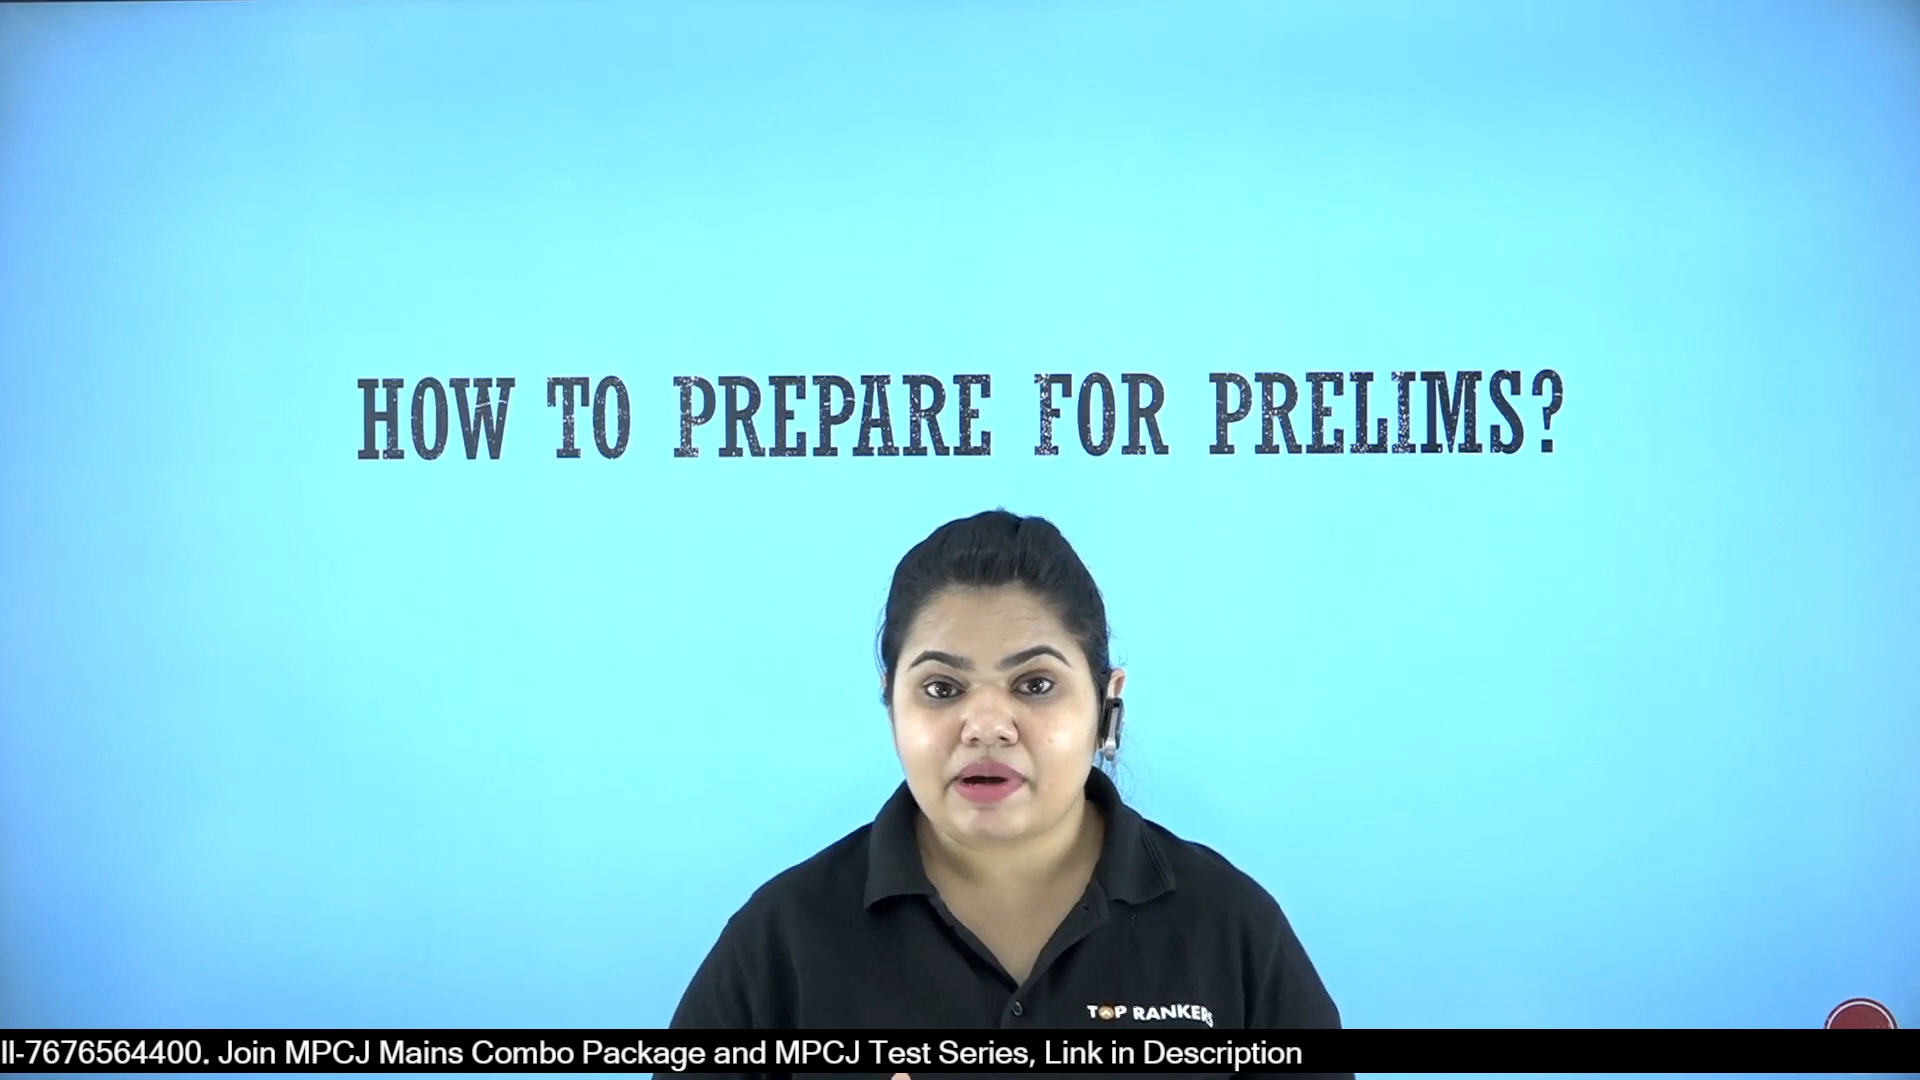 HOW TO PREPARE FOR PRELIMS?
TOP RANKERS
ll-7676564400. Join MPCJ Mains Combo Package and MPCJ Test Series, Link in Description